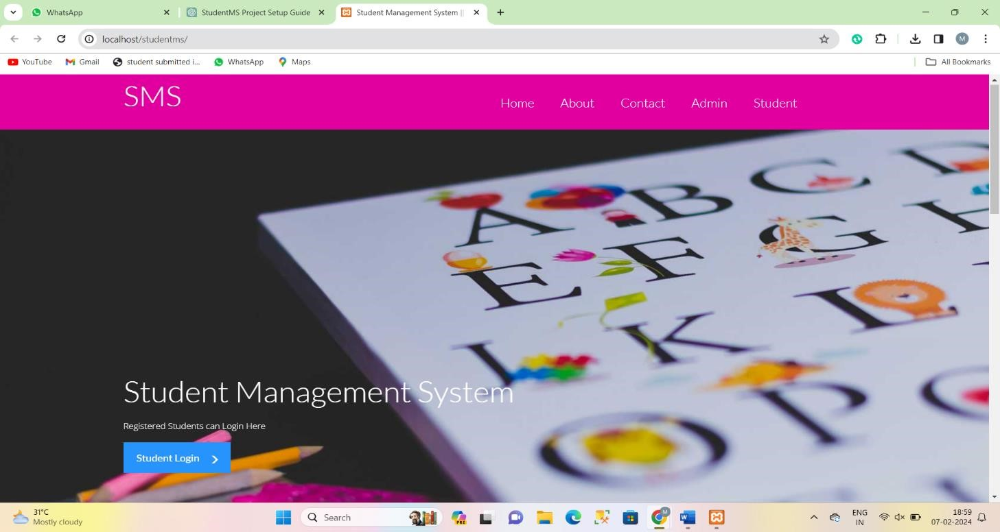 WhatsApp
StudentMS Project Setup Guide
Student Management System ||
localhost/studentms/
M
YouTube
Gmail
student submitted i...
WhatsApp
Maps
All Bookmarks
SMS
Home
About
Contact
Admin
Student
A B C D
E F G H
I K L
O P
Student Management System
Registered Students can Login Here
Student Login
31°C
Mostly cloudy
Search
PRE
M
ENG
IN
18:59
07-02-2024